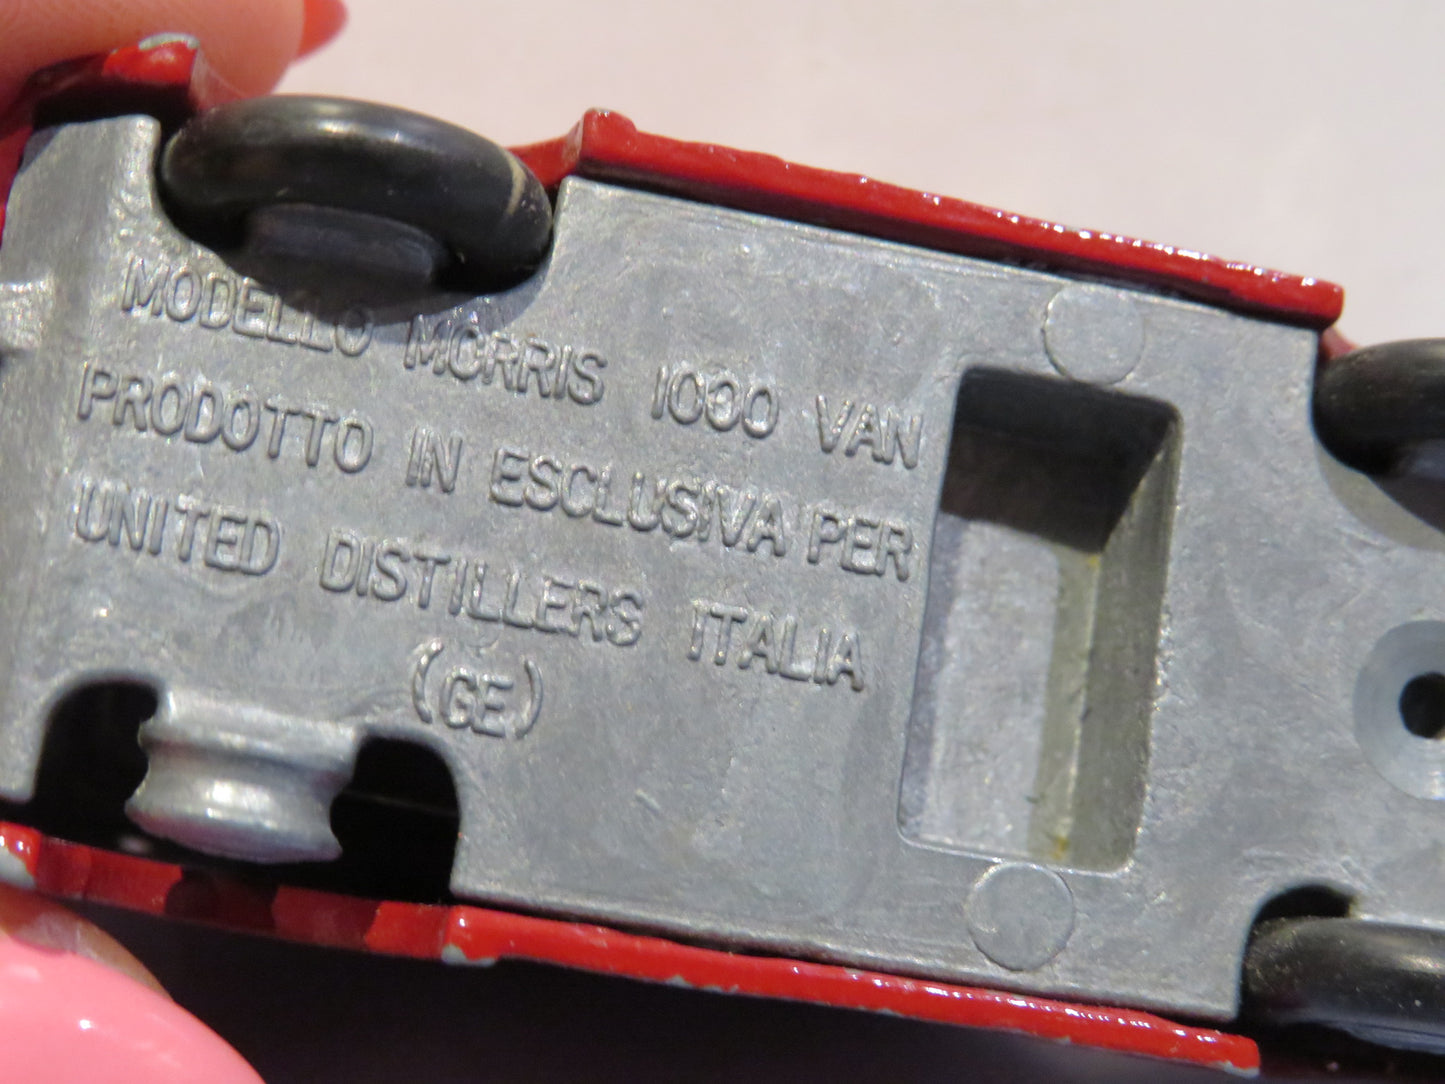 MODELLO MORRIS 1000 VAN
PRODOTTO IN ESCLUSIVA PER
UNITED DISTILLERS ITALIA
(GE)